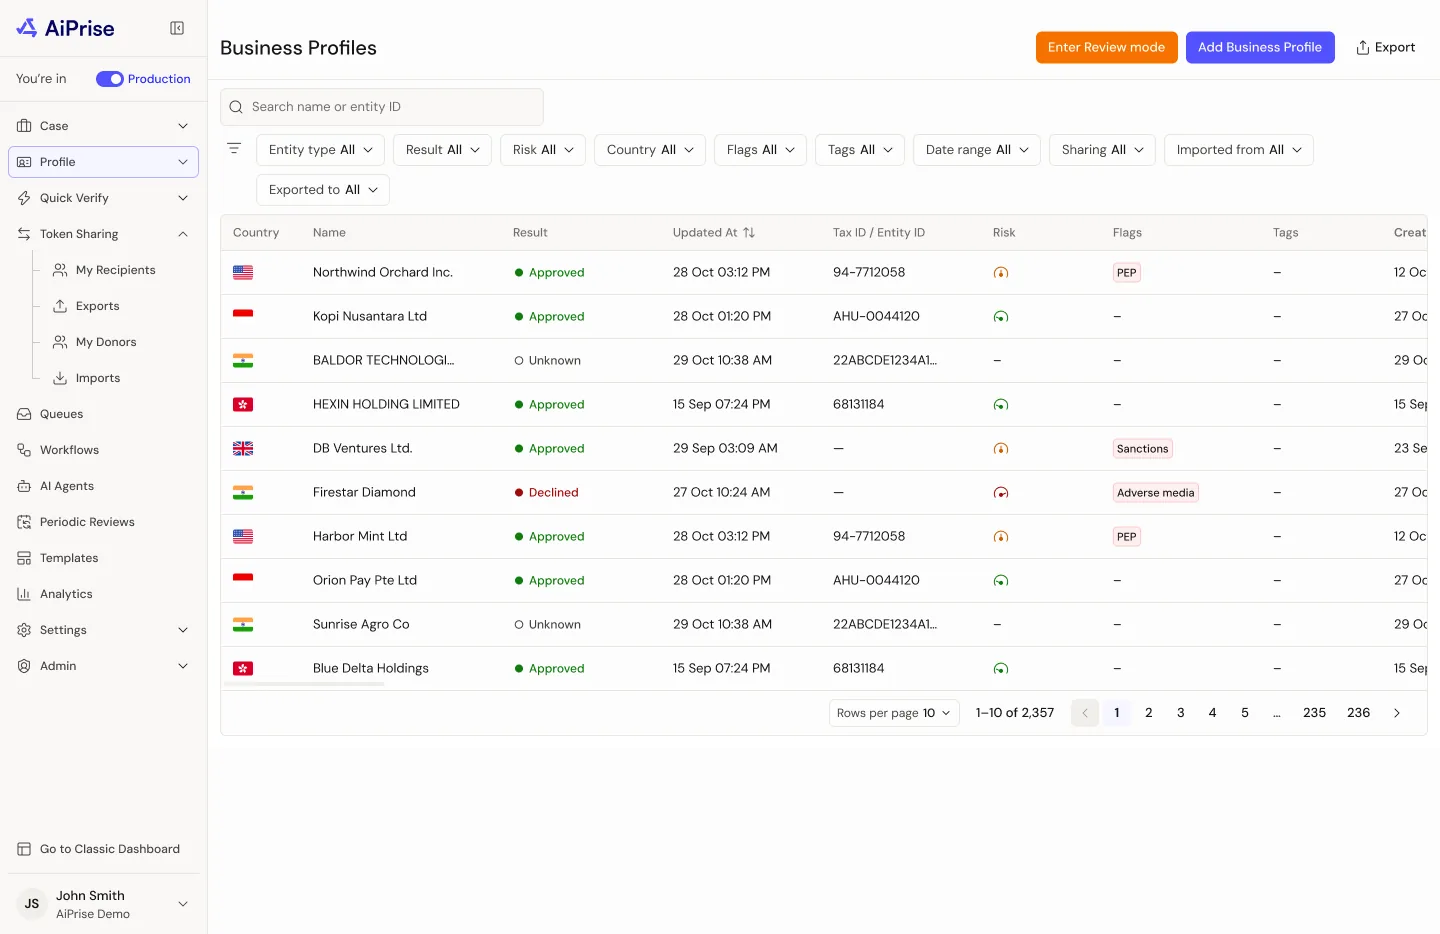 AiPrise
You're in Production
Case
Profile
Quick Verify
Token Sharing
My Recipients
Exports
My Donors
Imports
Queues
Workflows
AI Agents
Periodic Reviews
Templates
Analytics
Settings
Admin
Go to Classic Dashboard
JS John Smith
AiPrise Demo
Business Profiles
Enter Review mode Add Business Profile Export
Search name or entity ID
Entity type All Result All Risk All Country All Flags All Tags All Date range All Sharing All Imported from All
Exported to All
Country Name Result Updated At Tax ID / Entity ID Risk Flags Tags Creat
Northwind Orchard Inc. Approved 28 Oct 03:12 PM 94-7712058 PEP – 12 Oc
Kopi Nusantara Ltd Approved 28 Oct 01:20 PM AHU-0044120 – – 27 Oc
BALDOR TECHNOLOGI... Unknown 29 Oct 10:38 AM 22ABCDE1234A1... – – – 29 Oc
HEXIN HOLDING LIMITED Approved 15 Sep 07:24 PM 68131184 – – 15 Sep
DB Ventures Ltd. Approved 29 Sep 03:09 AM — Sanctions – 23 Se
Firestar Diamond Declined 27 Oct 10:24 AM — Adverse media – 27 Oc
Harbor Mint Ltd Approved 28 Oct 03:12 PM 94-7712058 PEP – 12 Oc
Orion Pay Pte Ltd Approved 28 Oct 01:20 PM AHU-0044120 – – 27 Oc
Sunrise Agro Co Unknown 29 Oct 10:38 AM 22ABCDE1234A1... – – – 29 Oc
Blue Delta Holdings Approved 15 Sep 07:24 PM 68131184 – – 15 Sep
Rows per page 10 1–10 of 2,357 1 2 3 4 5 ... 235 236